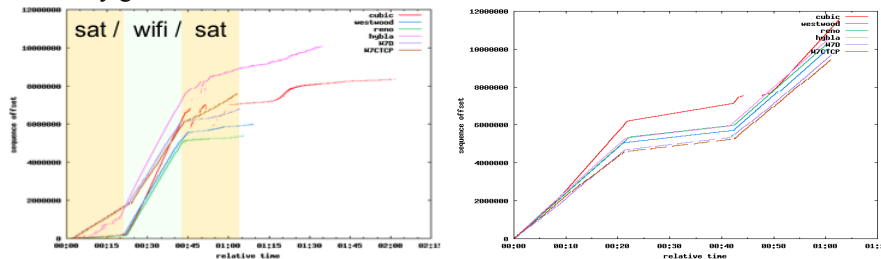 12000000
10000000
8000000
6000000
4000000
2000000
0
sequence offset
sat / wifi / sat
cubic
westwood
reno
hybla
W7D
W7CTCP
00:00
00:15
00:30
00:45
01:00
01:15
01:30
01:45
02:00
02:15
relative time
12000000
10000000
8000000
6000000
4000000
2000000
0
sequence offset
cubic
westwood
reno
hybla
W7D
W7CTCP
00:00
00:10
00:20
00:30
00:40
00:50
01:00
relative time